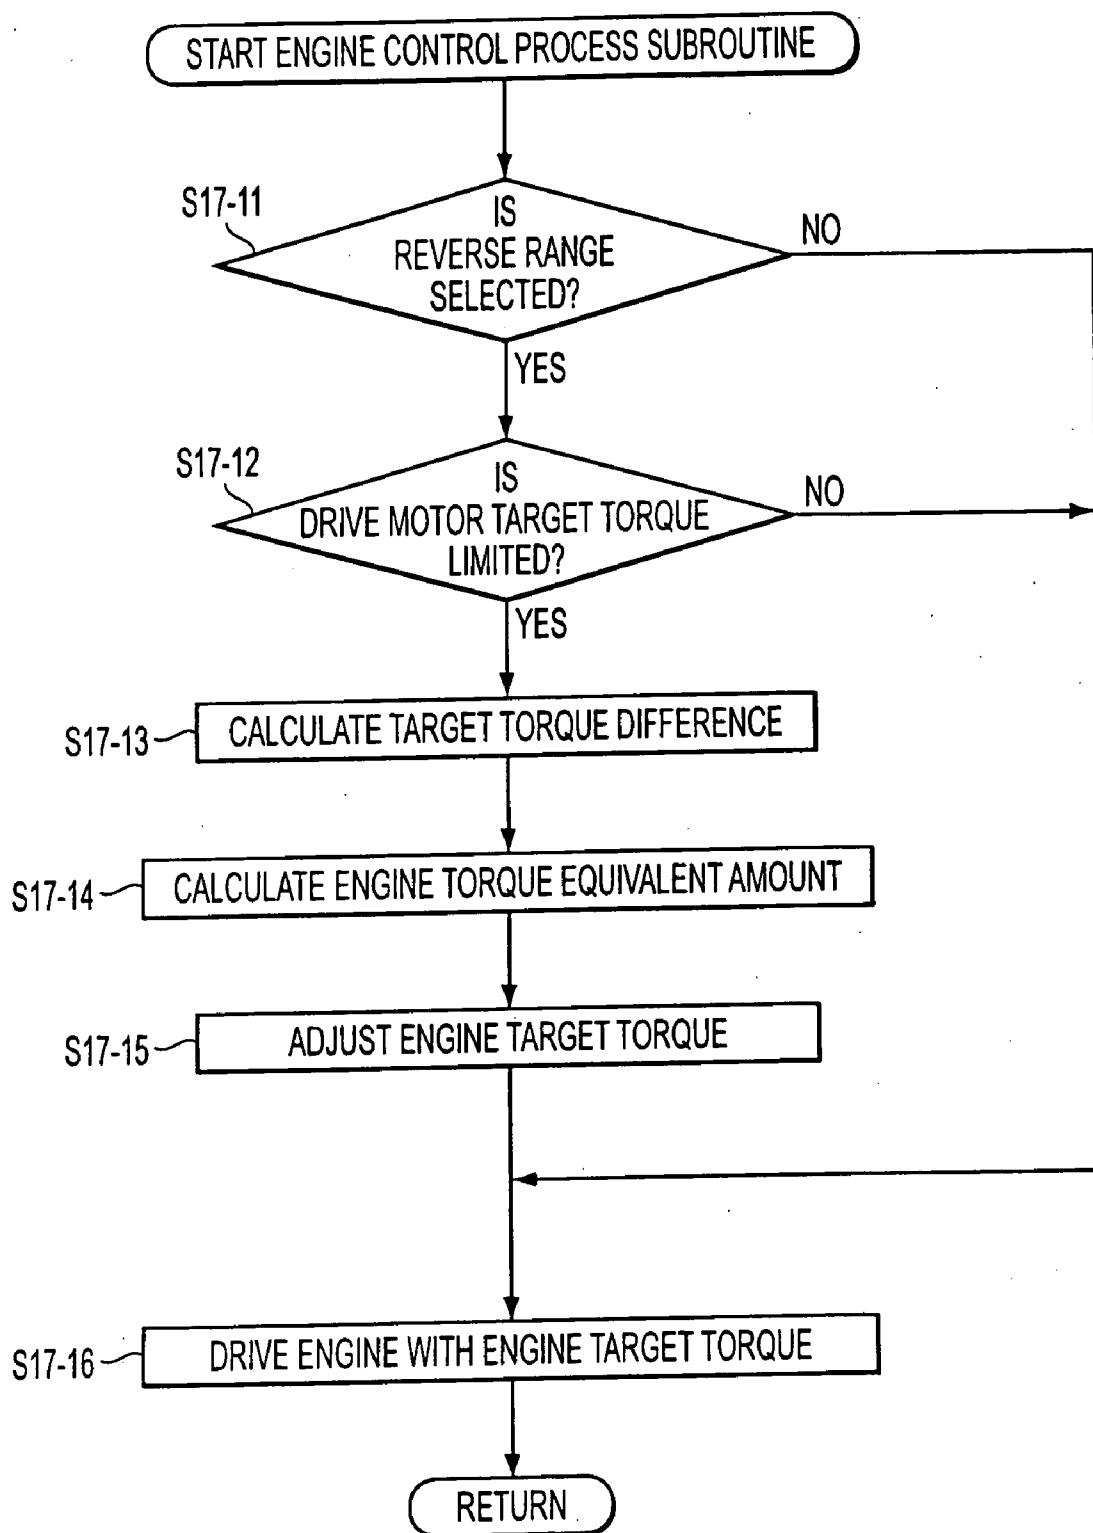 START ENGINE CONTROL PROCESS SUBROUTINE
S17-11
IS
REVERSE RANGE
SELECTED?
NO
YES
S17-12
IS
DRIVE MOTOR TARGET TORQUE
LIMITED?
NO
YES
S17-13
CALCULATE TARGET TORQUE DIFFERENCE
S17-14
CALCULATE ENGINE TORQUE EQUIVALENT AMOUNT
S17-15
ADJUST ENGINE TARGET TORQUE
S17-16
DRIVE ENGINE WITH ENGINE TARGET TORQUE
RETURN